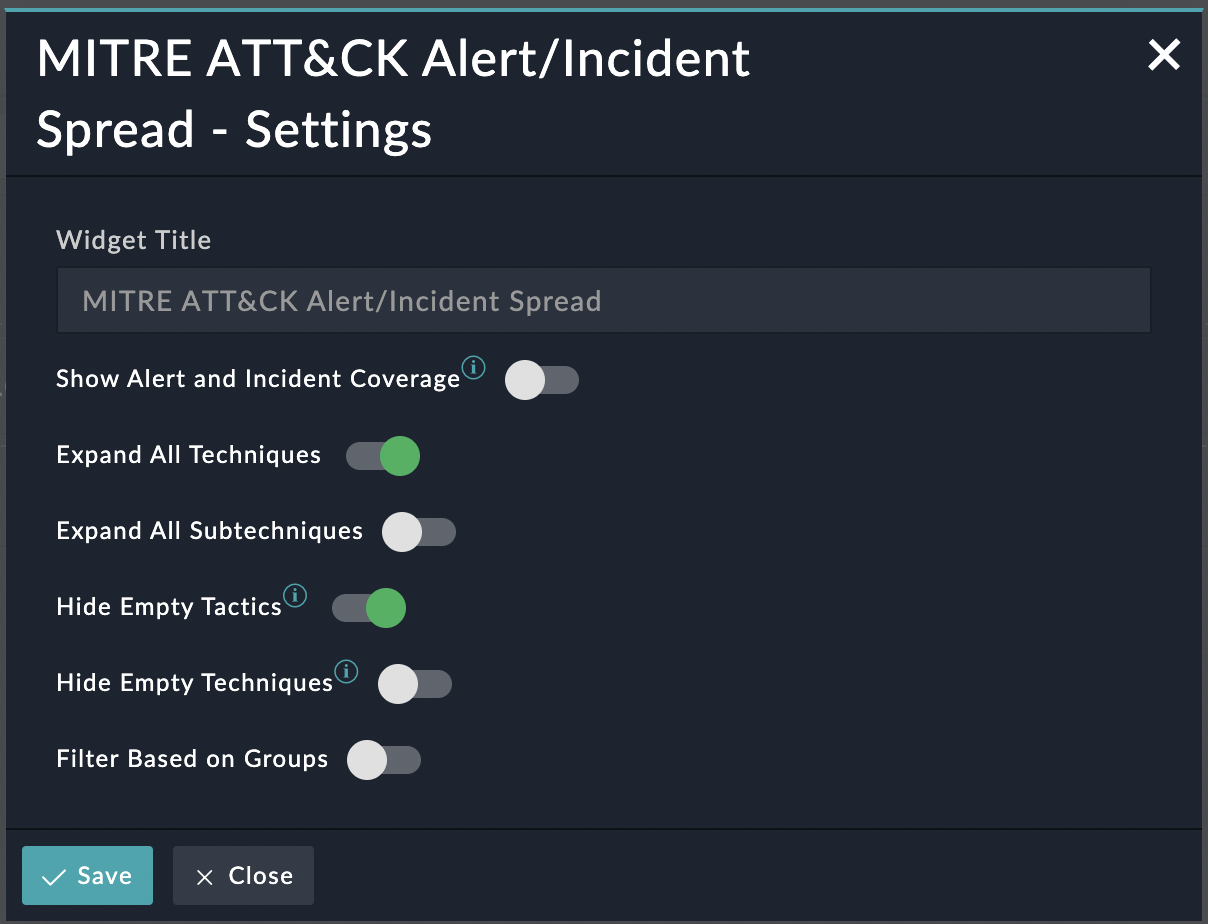 MITRE ATT&CK Alert/Incident
Spread - Settings
Widget Title
MITRE ATT&CK Alert/Incident Spread
Show Alert and Incident Coverage
Expand All Techniques
Expand All Subtechniques
Hide Empty Tactics
Hide Empty Techniques
Filter Based on Groups
Save
Close